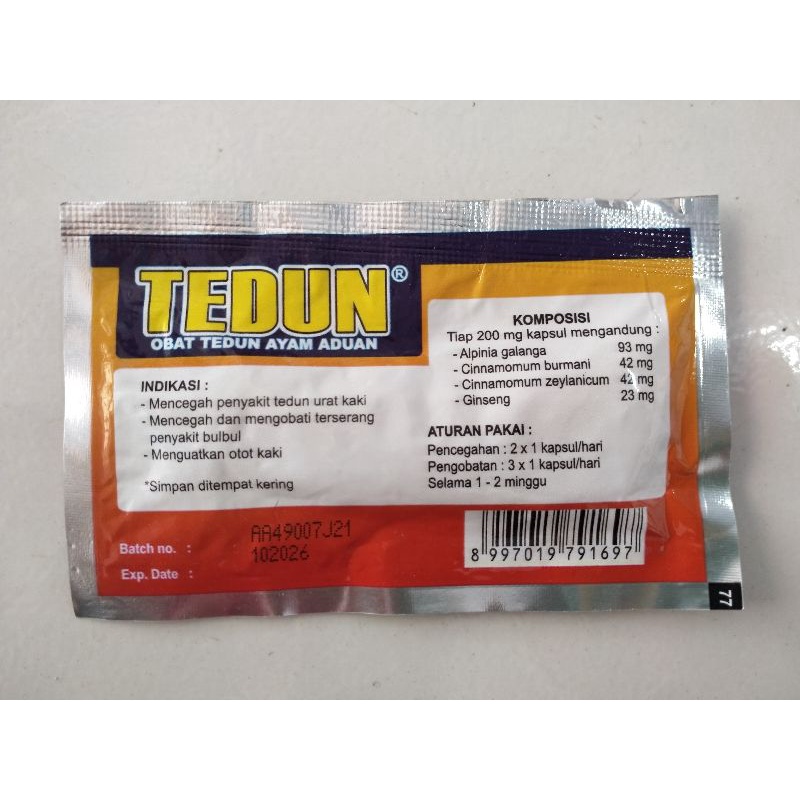 TEDUN®
OBAT TEDUN AYAM ADUAN
INDIKASI :
- Mencegah penyakit tedun urat kaki
- Mencegah dan mengobati terserang
penyakit bulbul
- Menguatkan otot kaki
*Simpan ditempat kering
KOMPOSISI
Tiap 200 mg kapsul mengandung :
- Alpinia galanga 93 mg
- Cinnamomum burmani 42 mg
- Cinnamomum zeylanicum 42 mg
- Ginseng 23 mg
ATURAN PAKAI :
Pencegahan : 2 x 1 kapsul/hari
Pengobatan : 3 x 1 kapsul/hari
Selama 1 - 2 minggu
Batch no. : AA49007J21
Exp. Date : 102026
8 997019 791697
77